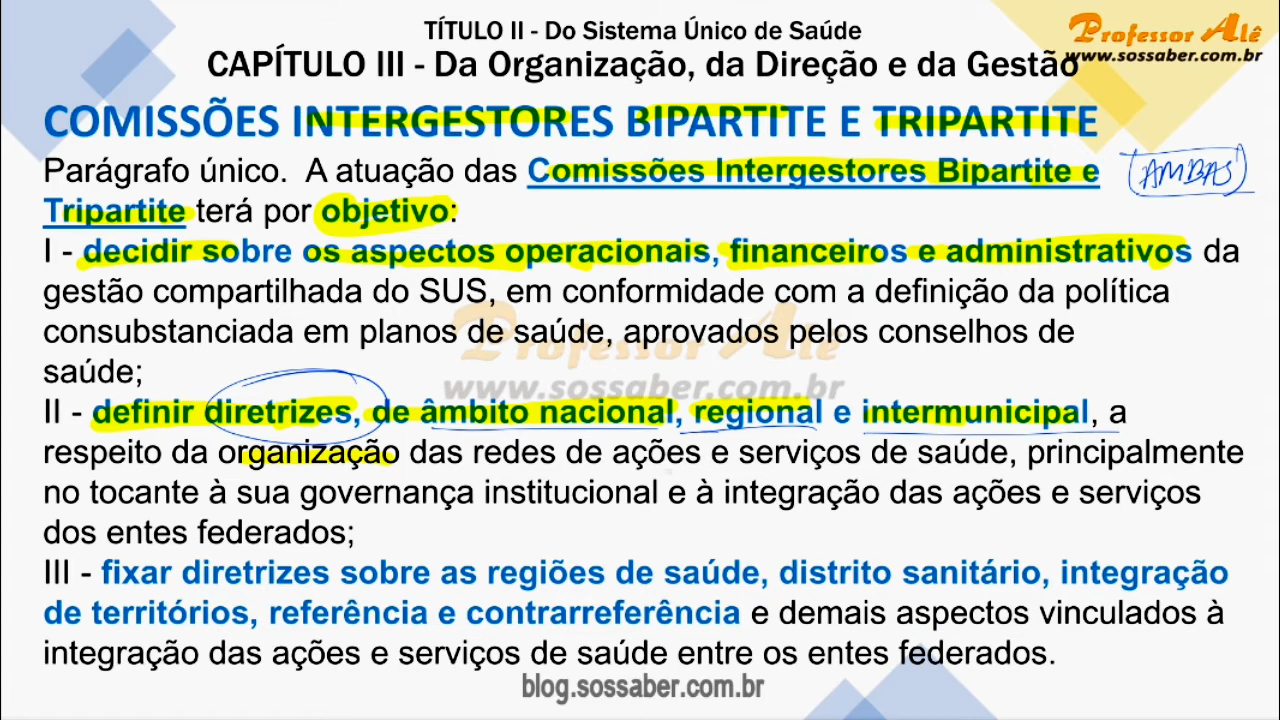 TÍTULO II - Do Sistema Único de Saúde
CAPÍTULO III - Da Organização, da Direção e da Gestão
Professor Alê
www.sossaber.com.br
COMISSÕES INTERGESTORES BIPARTITE E TRIPARTITE
Parágrafo único. A atuação das Comissões Intergestores Bipartite e
AMBAS
Tripartite terá por objetivo:
I - decidir sobre os aspectos operacionais, financeiros e administrativos da
gestão compartilhada do SUS, em conformidade com a definição da política
consubstanciada em planos de saúde, aprovados pelos conselhos de
saúde;
Professor Alê
www.sossaber.com.br
II - definir diretrizes, de âmbito nacional, regional e intermunicipal, a
respeito da organização das redes de ações e serviços de saúde, principalmente
no tocante à sua governança institucional e à integração das ações e serviços
dos entes federados;
III - fixar diretrizes sobre as regiões de saúde, distrito sanitário, integração
de territórios, referência e contrarreferência e demais aspectos vinculados à
integração das ações e serviços de saúde entre os entes federados.
blog.sossaber.com.br